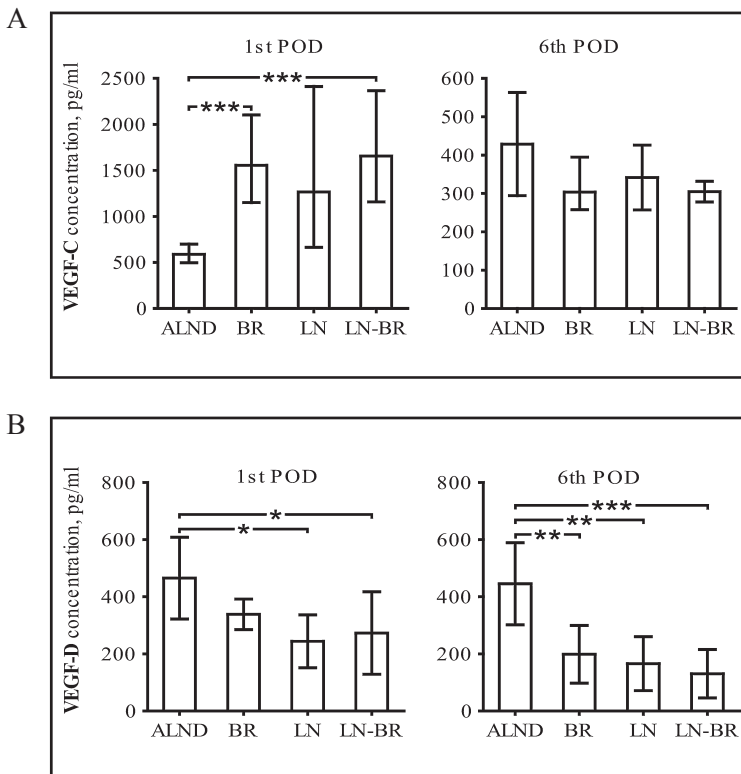 A
1st POD
6th POD
VEGF-C concentration, pg/ml
2500
2000
1500
1000
500
0
***
***
ALND BR LN LN-BR
600
500
400
300
200
100
0
ALND BR LN LN-BR
B
1st POD
6th POD
VEGF-D concentration, pg/ml
800
600
400
200
0
*
*
ALND BR LN LN-BR
800
600
400
200
0
***
**
**
ALND BR LN LN-BR